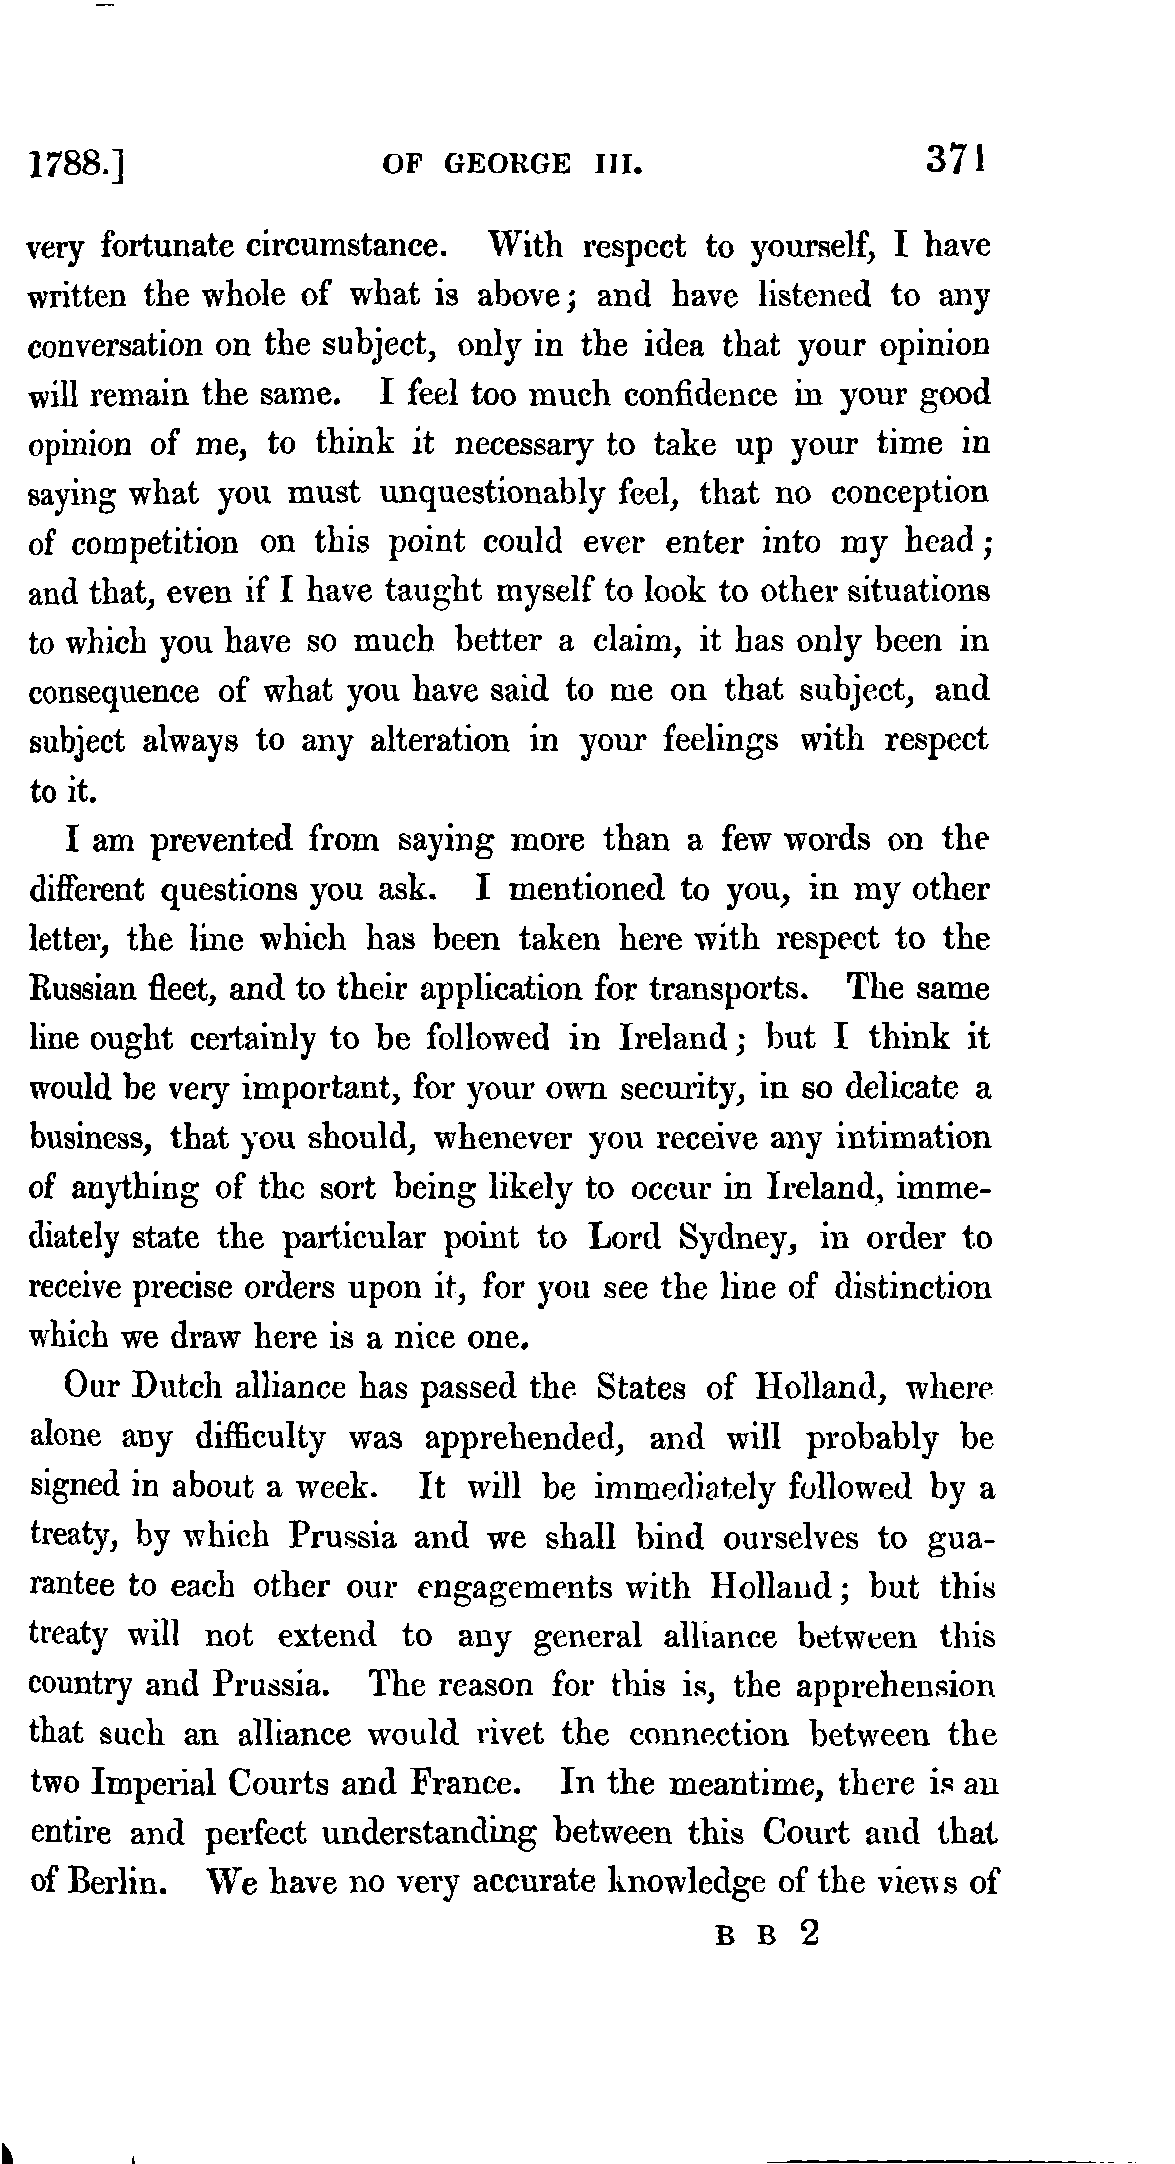 1788.] OF GEORGE III. 371
very fortunate circumstance. With respect to yourself, I have
written the whole of what is above; and have listened to any
conversation on the subject, only in the idea that your opinion
will remain the same. I feel too much confidence in your good
opinion of me, to think it necessary to take up your time in
saying what you must unquestionably feel, that no conception
of competition on this point could ever enter into my head;
and that, even if I have taught myself to look to other situations
to which you have so much better a claim, it has only been in
consequence of what you have said to me on that subject, and
subject always to any alteration in your feelings with respect
to it.
I am prevented from saying more than a few words on the
different questions you ask. I mentioned to you, in my other
letter, the line which has been taken here with respect to the
Russian fleet, and to their application for transports. The same
line ought certainly to be followed in Ireland; but I think it
would be very important, for your own security, in so delicate a
business, that you should, whenever you receive any intimation
of anything of the sort being likely to occur in Ireland, imme-
diately state the particular point to Lord Sydney, in order to
receive precise orders upon it, for you see the line of distinction
which we draw here is a nice one.
Our Dutch alliance has passed the States of Holland, where
alone any difficulty was apprehended, and will probably be
signed in about a week. It will be immediately followed by a
treaty, by which Prussia and we shall bind ourselves to gua-
rantee to each other our engagements with Holland; but this
treaty will not extend to any general alliance between this
country and Prussia. The reason for this is, the apprehension
that such an alliance would rivet the connection between the
two Imperial Courts and France. In the meantime, there is an
entire and perfect understanding between this Court and that
of Berlin. We have no very accurate knowledge of the views of
B B 2